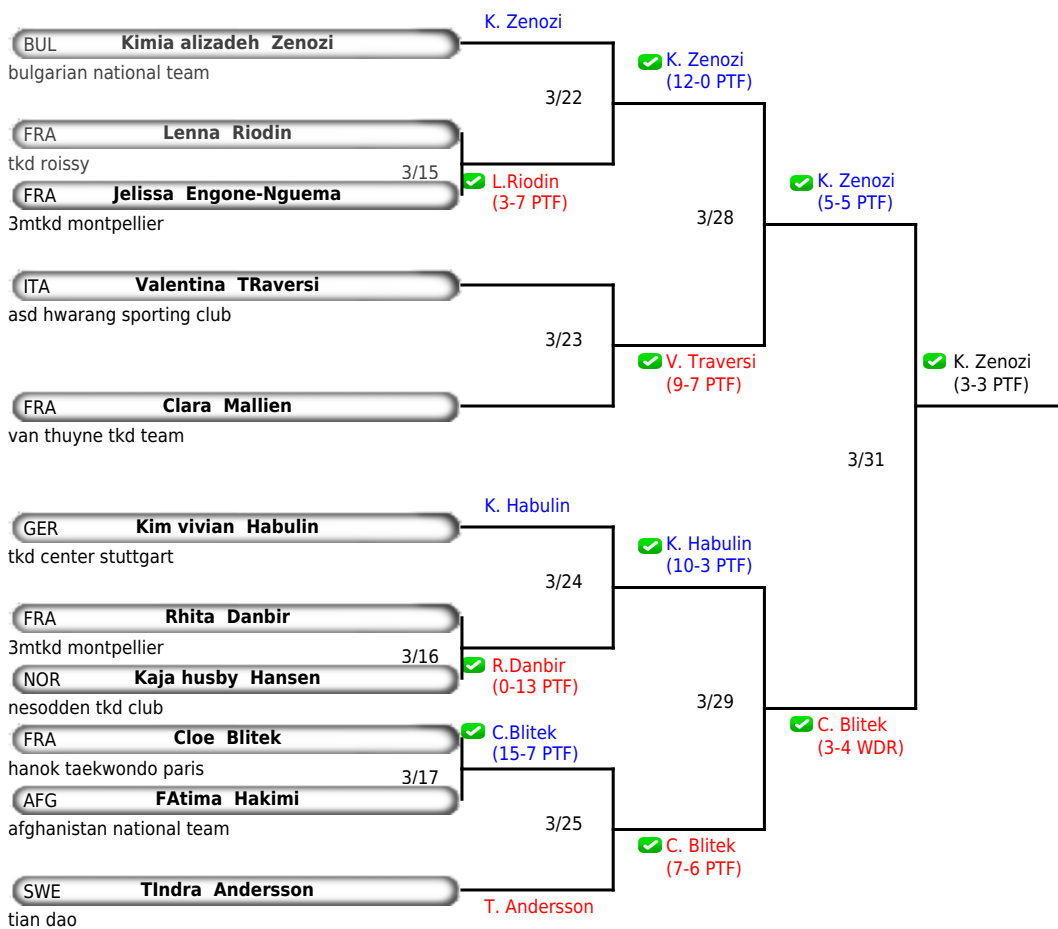 K. Zenozi
BUL Kimia alizadeh Zenozi
bulgarian national team
K. Zenozi
(12-0 PTF)
3/22
FRA Lenna Riodin
tkd roissy
3/15
L.Riodin
(3-7 PTF)
FRA Jelissa Engone-Nguema
3mtkd montpellier
K. Zenozi
(5-5 PTF)
3/28
ITA Valentina TRaversi
asd hwarang sporting club
3/23
V. Traversi
(9-7 PTF)
K. Zenozi
(3-3 PTF)
FRA Clara Mallien
van thuyne tkd team
3/31
K. Habulin
GER Kim vivian Habulin
tkd center stuttgart
K. Habulin
(10-3 PTF)
3/24
FRA Rhita Danbir
3mtkd montpellier
3/16
R.Danbir
(0-13 PTF)
NOR Kaja husby Hansen
nesodden tkd club
3/29
FRA Cloe Blitek
hanok taekwondo paris
C.Blitek
(15-7 PTF)
C. Blitek
(3-4 WDR)
3/17
AFG FAtima Hakimi
afghanistan national team
3/25
C. Blitek
(7-6 PTF)
SWE TIndra Andersson
tian dao
T. Andersson